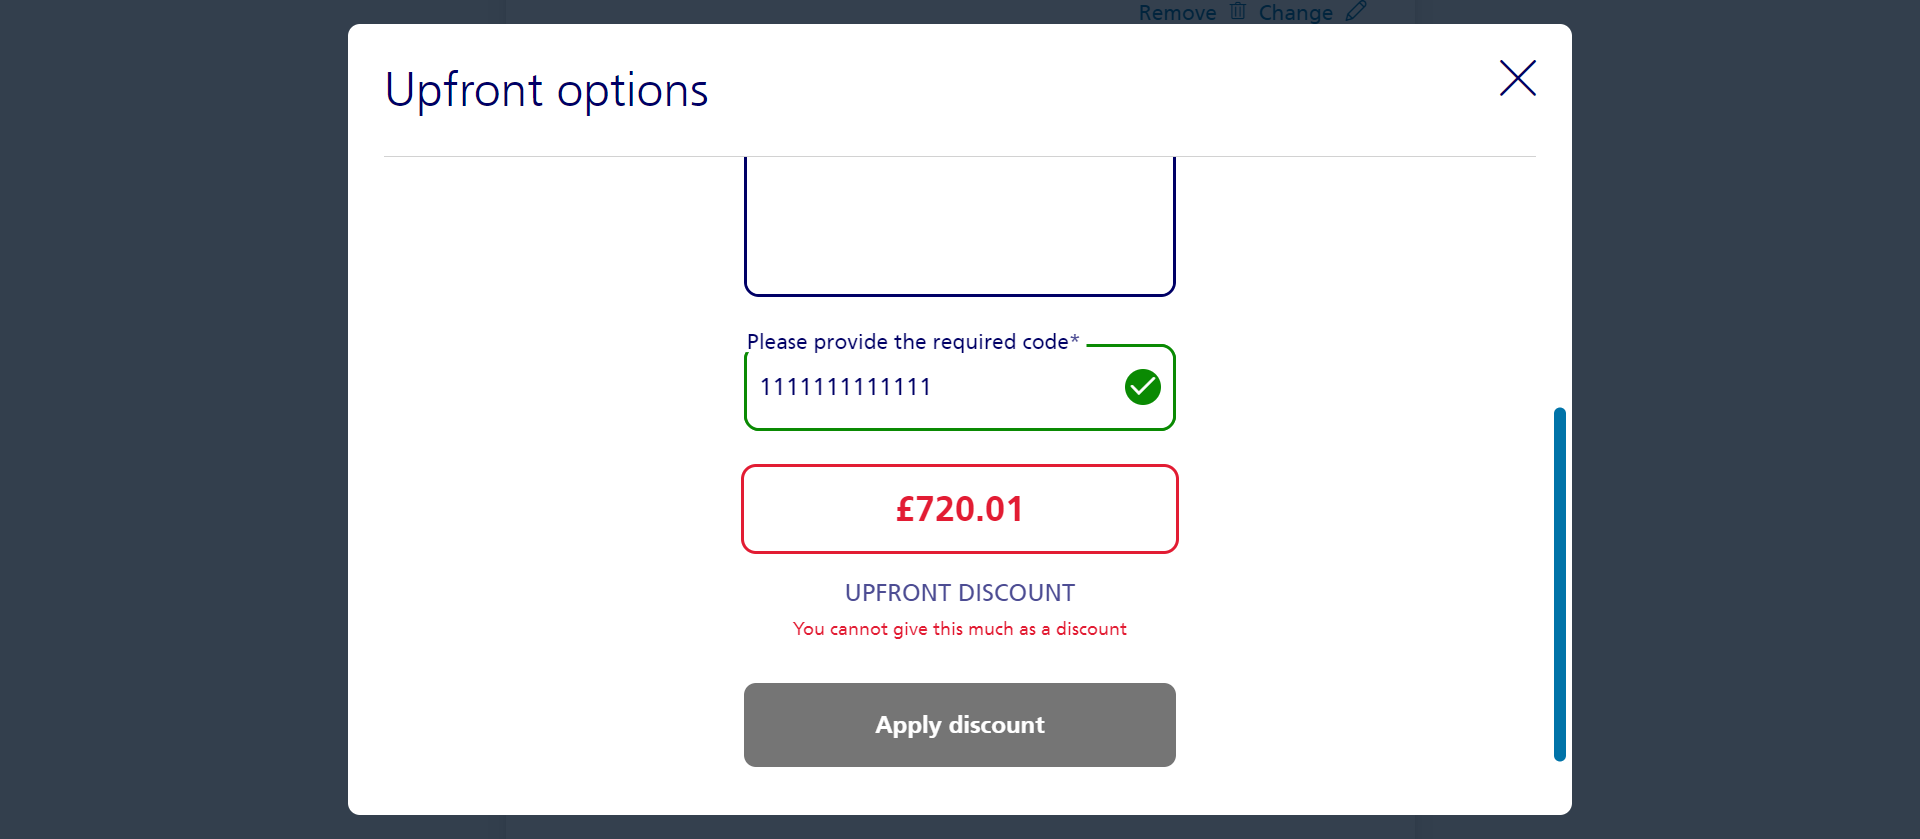 Remove Change
Upfront options
Please provide the required code*
1111111111111
£720.01
UPFRONT DISCOUNT
You cannot give this much as a discount
Apply discount